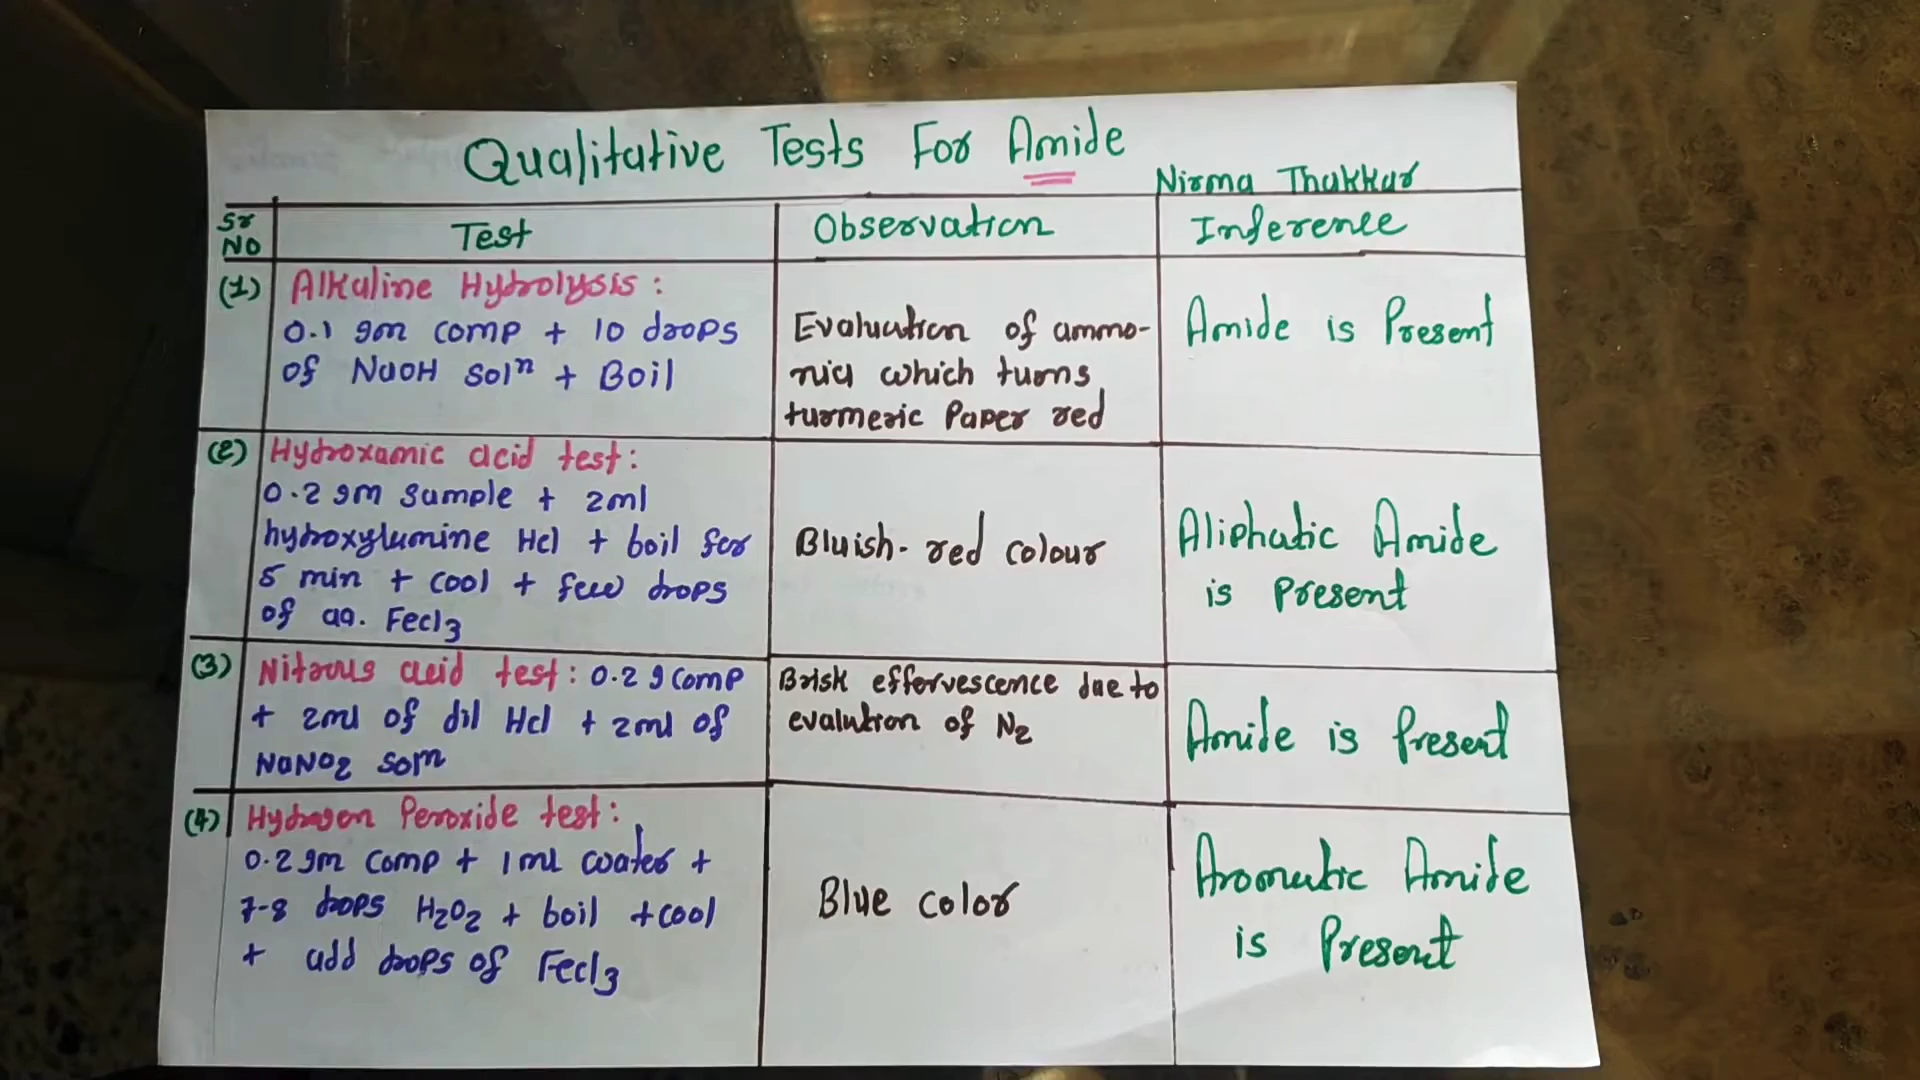 Qualitative Tests For Amide
Nirma Thakkar
Sr
NO
Test
Observation
Inference
(1)
Alkaline Hydrolysis :
0.1 gm comp + 10 drops
of NaOH solⁿ + Boil
Evaluation of ammo-
nia which turns
turmeric Paper red
Amide is Present
(2)
Hydroxamic acid test:
0.2 gm sample + 2ml
hydroxylamine Hcl + boil for
5 min + cool + few drops
of aq. Fecl3
Bluish- red colour
Aliphatic Amide
is present
(3)
Nitrous acid test: 0.2 g comp
+ 2ml of dil Hcl + 2ml of
NaNO2 soln
Brisk effervescence due to
evalution of N2
Amide is Present
(4)
Hydrogen Peroxide test:
0.2 gm comp + 1 ml water +
7-8 drops H2O2 + boil + cool
+ add drops of Fecl3
Blue color
Aromatic Amide
is Present